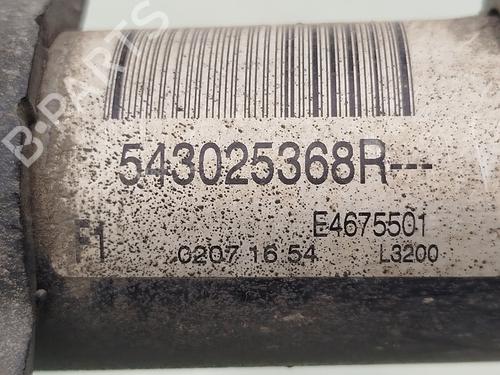 B-PARTS
543025368R---
E4675501
F1 0207 16 54 L3200